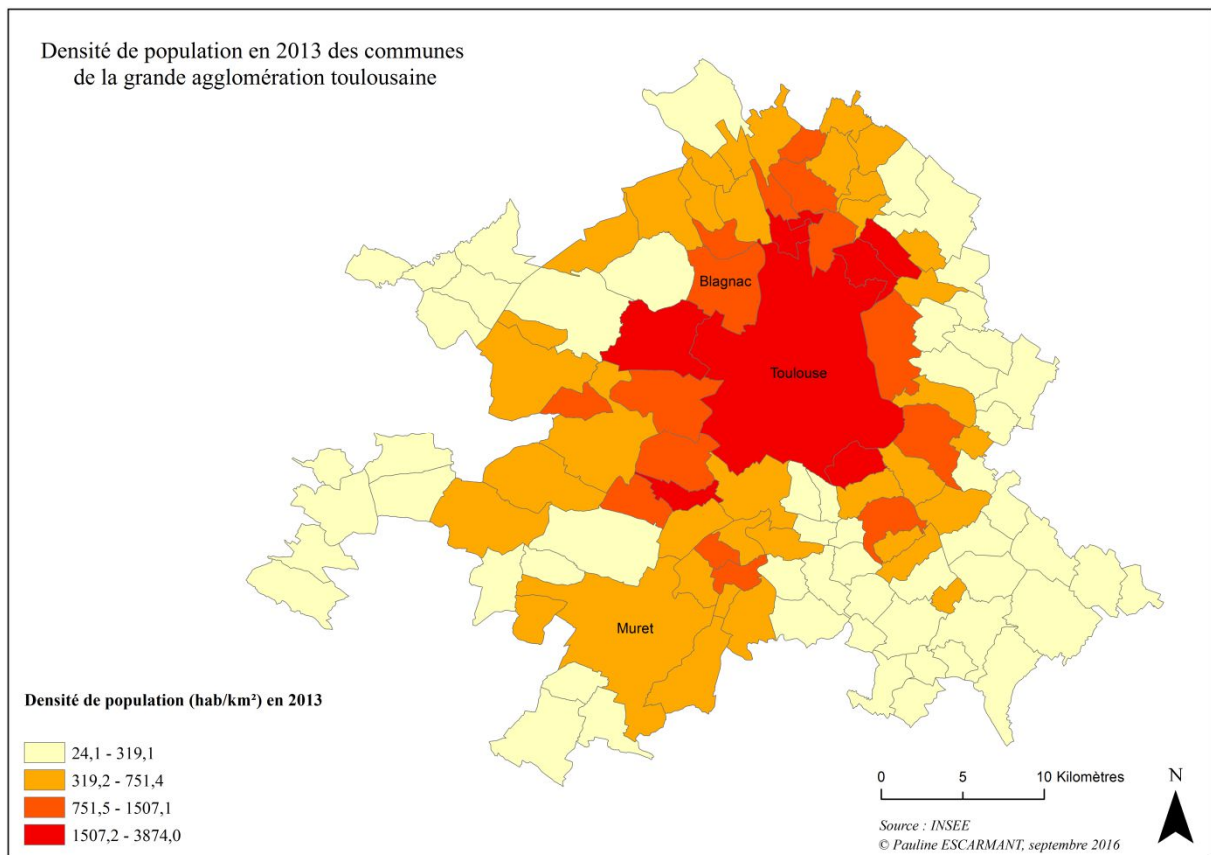 Densité de population en 2013 des communes
de la grande agglomération toulousaine
Blagnac
Toulouse
Muret
Densité de population (hab/km²) en 2013
24,1 - 319,1
319,2 - 751,4
751,5 - 1507,1
1507,2 - 3874,0
0 5 10 Kilomètres
N
Source : INSEE
© Pauline ESCARMANT, septembre 2016